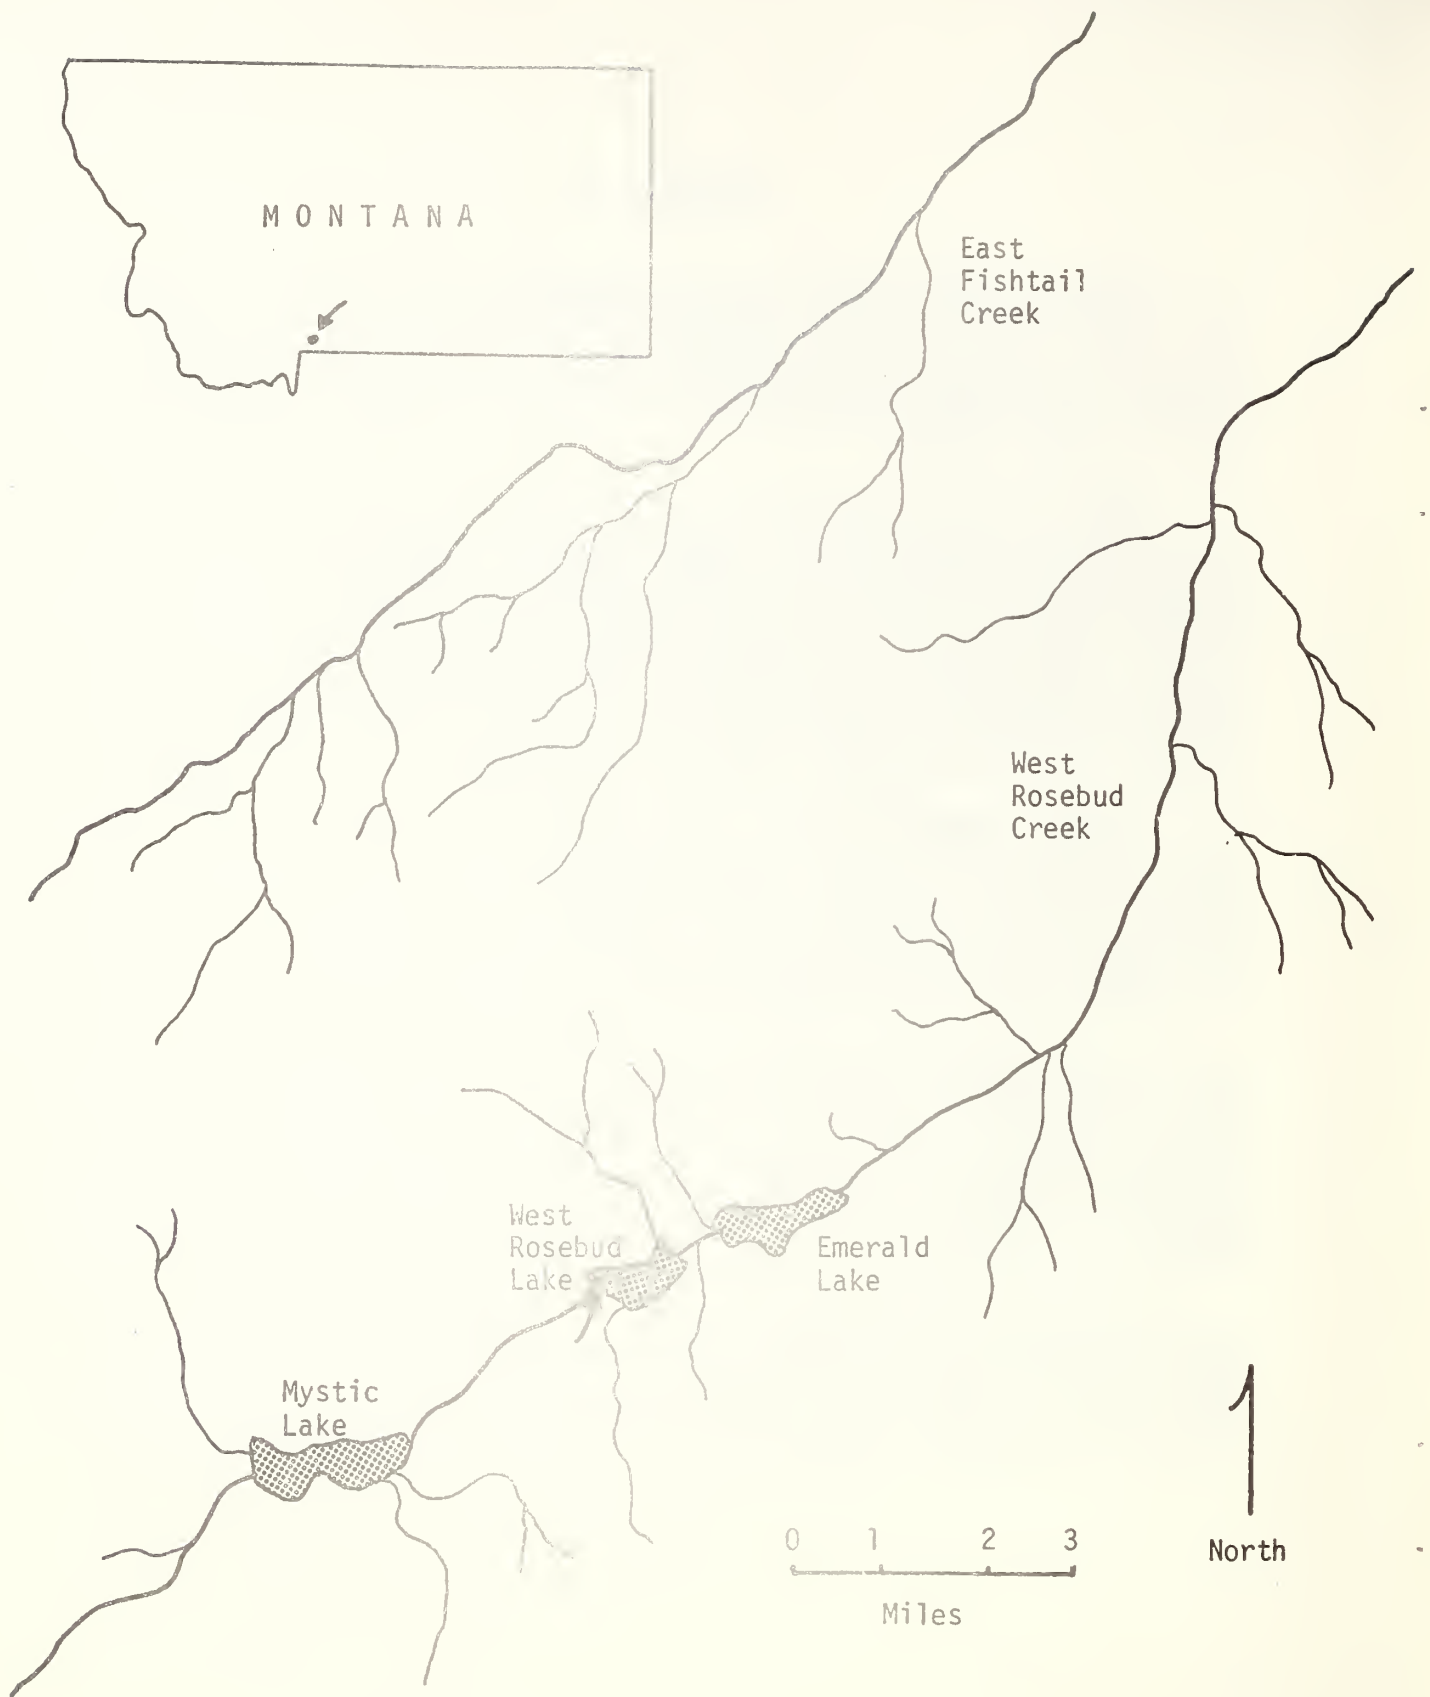 MONTANA
East
Fishtail
Creek
West
Rosebud
Creek
West
Rosebud
Lake
Emerald
Lake
Mystic
Lake
0 1 2 3
Miles
North